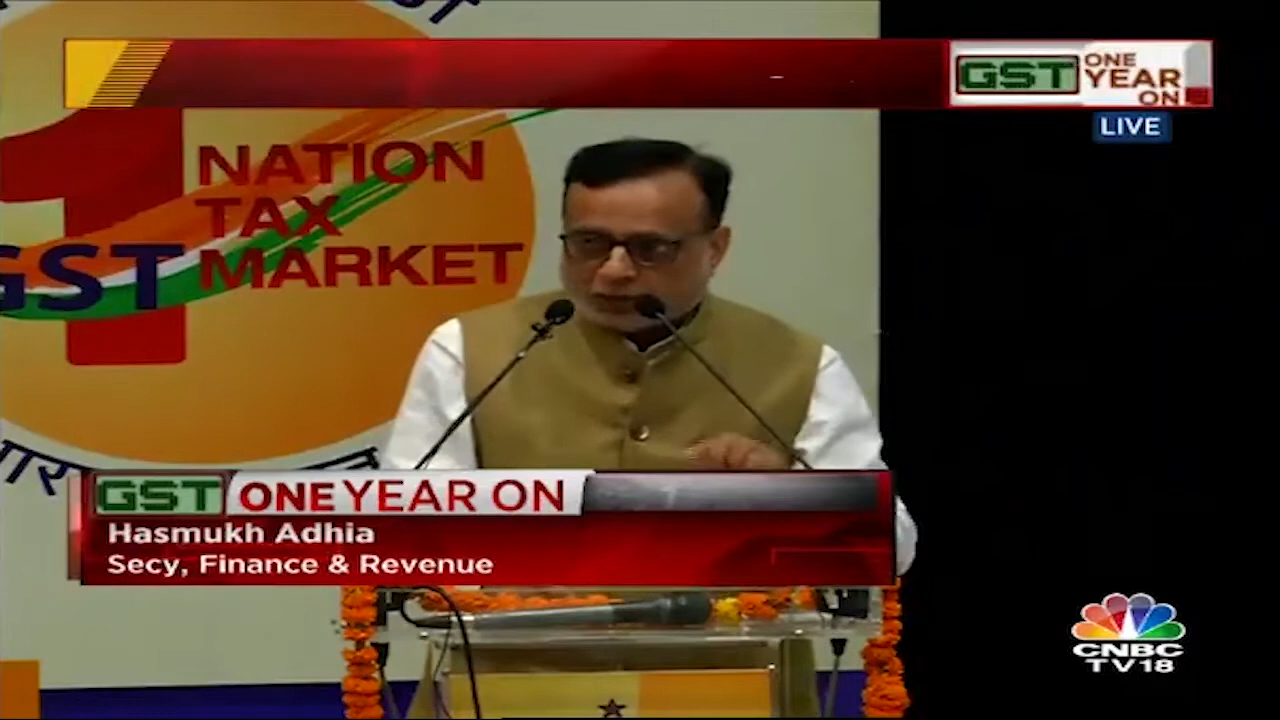 GST
ONE
YEAR
ON
LIVE
1
NATION
TAX
MARKET
GST
GST ONE YEAR ON
Hasmukh Adhia
Secy, Finance & Revenue
CNBC
TV18